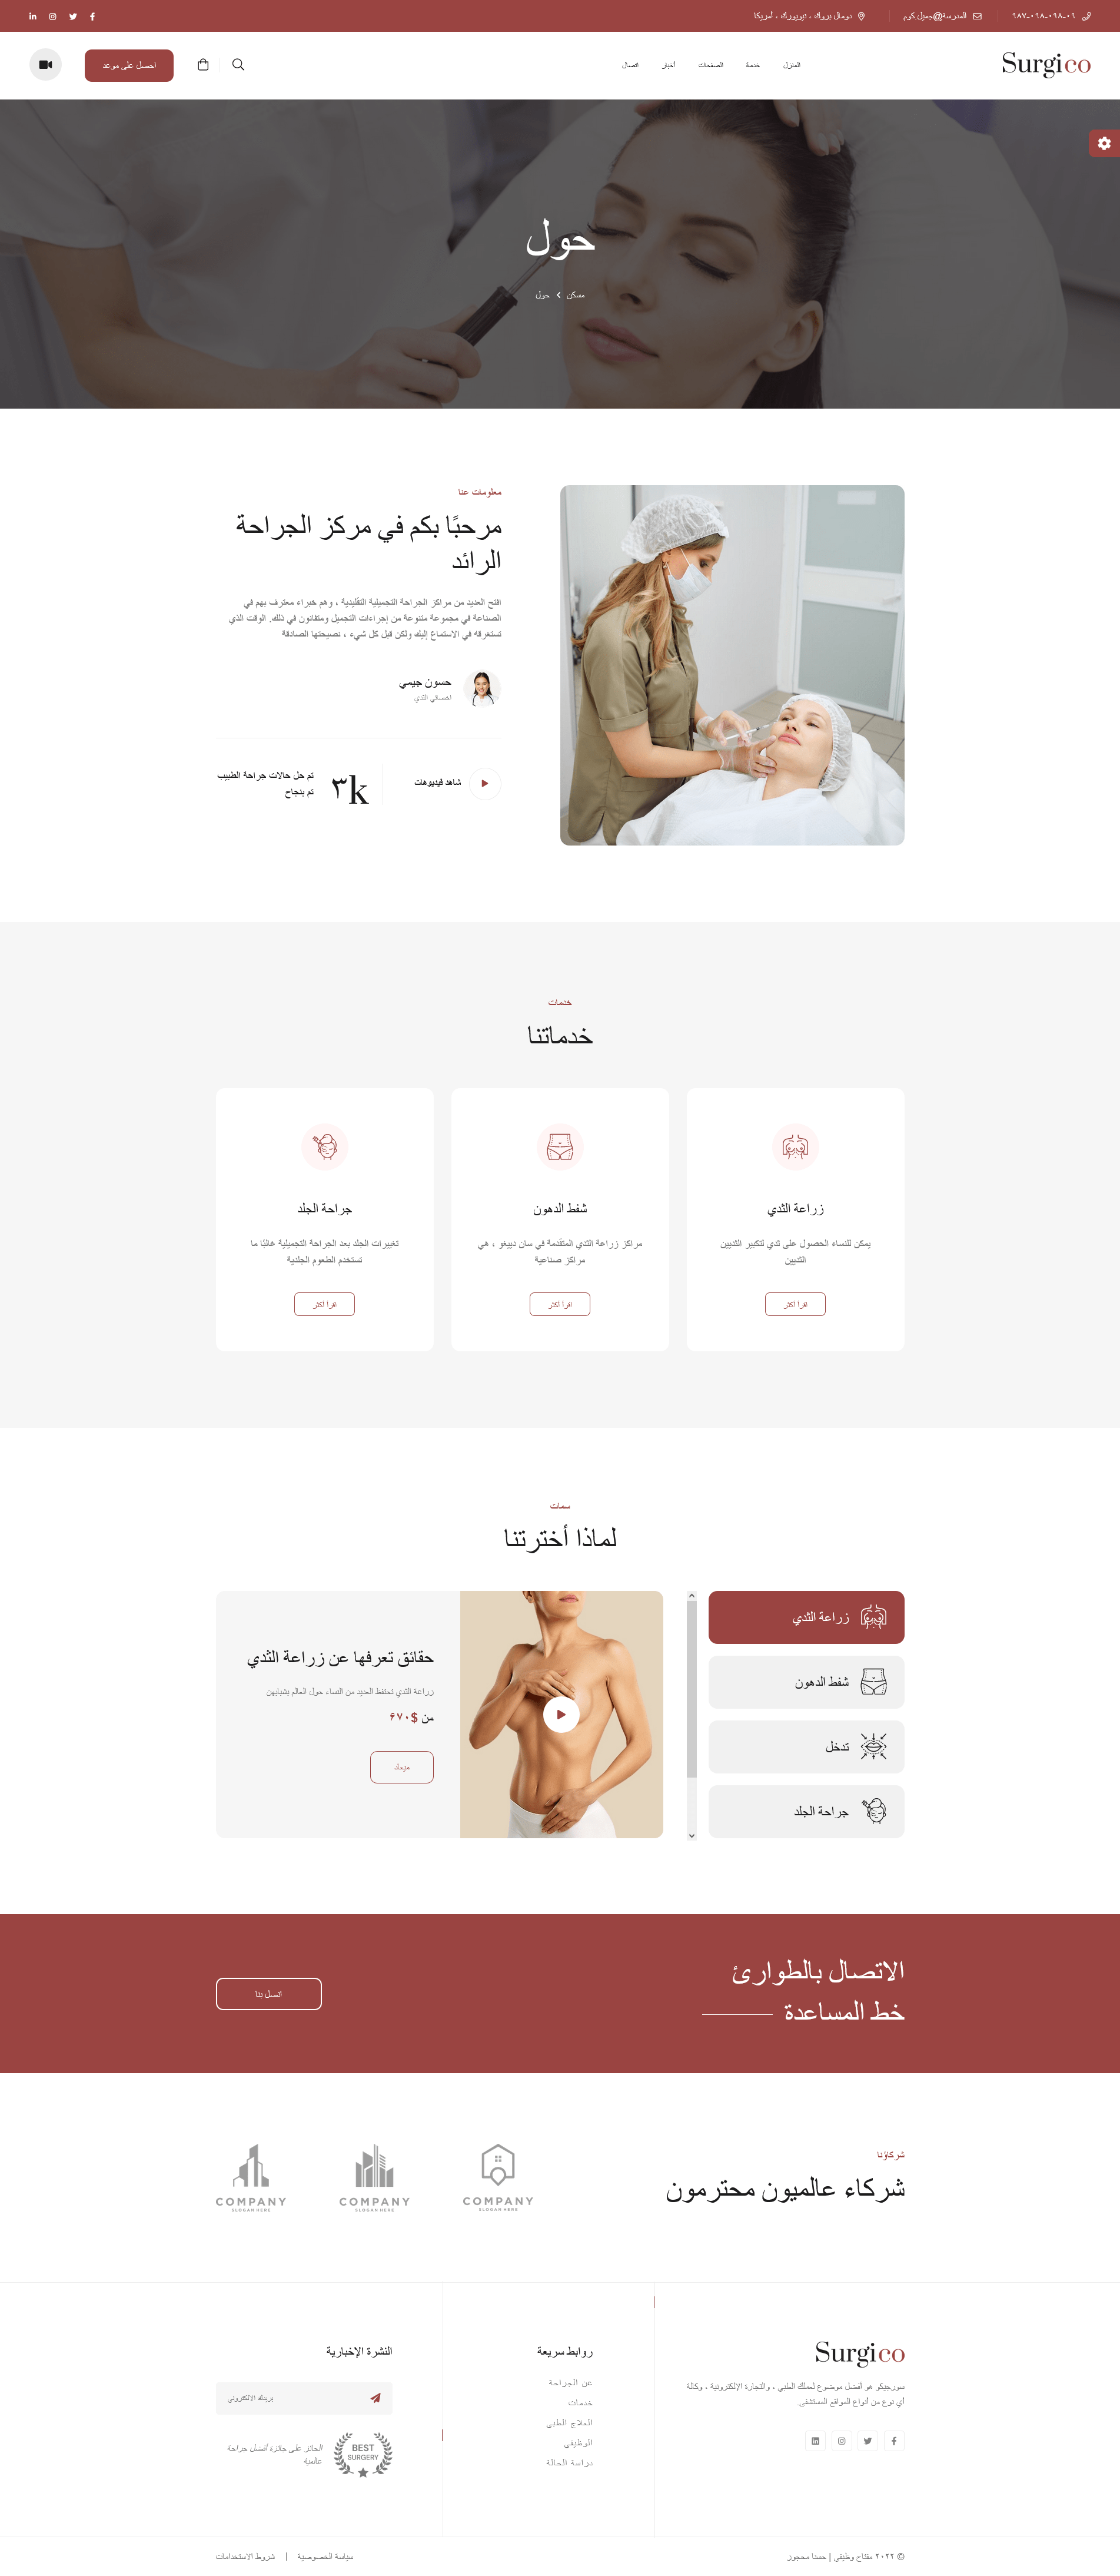 ٠٩-٠٩٨-٠٩٨-٩٨٧
المدرسة@جميل.كوم
نومال بروك ، نيويورك ، أمريكا
Surgico
المنزل
خدمة
الصفحات
أخبار
اتصال
احصل على موعد
حول
مسكن
حول
معلومات عنا
مرحبًا بكم في مركز الجراحة
الرائد
افتح العديد من مراكز الجراحة التجميلية التقليدية ، وهم خبراء معترف بهم في
الصناعة في مجموعة متنوعة من إجراءات التجميل ومتفانون في ذلك. الوقت الذي
تستغرقه في الاستماع إليك ولكن قبل كل شيء ، نصيحتها الصادقة
حسون جيمي
اخصائي الثدي
شاهد فيديوهات
٣k
تم حل حالات جراحة الطبيب
تم بنجاح
خدمات
خدماتنا
زراعة الثدي
يمكن للنساء الحصول على ثدي لتكبير الثديين
الثديين
اقرأ أكثر
شفط الدهون
مراكز زراعة الثدي المتقدمة في سان دييغو ، هي
مراكز صناعية
اقرأ أكثر
جراحة الجلد
تغييرات الجلد بعد الجراحة التجميلية غالبًا ما
تستخدم الطعوم الجلدية
اقرأ أكثر
سمات
لماذا أخترتنا
زراعة الثدي
شفط الدهون
تدخل
جراحة الجلد
حقائق تعرفها عن زراعة الثدي
زراعة الثدي تحتفظ العديد من النساء حول العالم بشبابهن
من $۶٧٠
ميعاد
الاتصال بالطوارئ
خط المساعدة
اتصل بنا
شركاؤنا
شركاء عالميون محترمون
COMPANY
SLOGAN HERE
COMPANY
SLOGAN HERE
COMPANY
SLOGAN HERE
Surgico
سورجيكو هو أفضل موضوع لعملك الطبي ، والتجارة الإلكترونية ، وكالة
أي نوع من أنواع المواقع المستشفى.
روابط سريعة
عن الجراحة
خدمات
العلاج الطبي
الوظيفي
دراسة الحالة
النشرة الإخبارية
بريدك الالكتروني
BEST
SURGERY
الحائز على جائزة أفضل جراحة
عالمية
© ٢٠٢٢ مفتاح وظيفي | حسنا محجوز
سياسة الخصوصية
|
شروط الاستخدامات